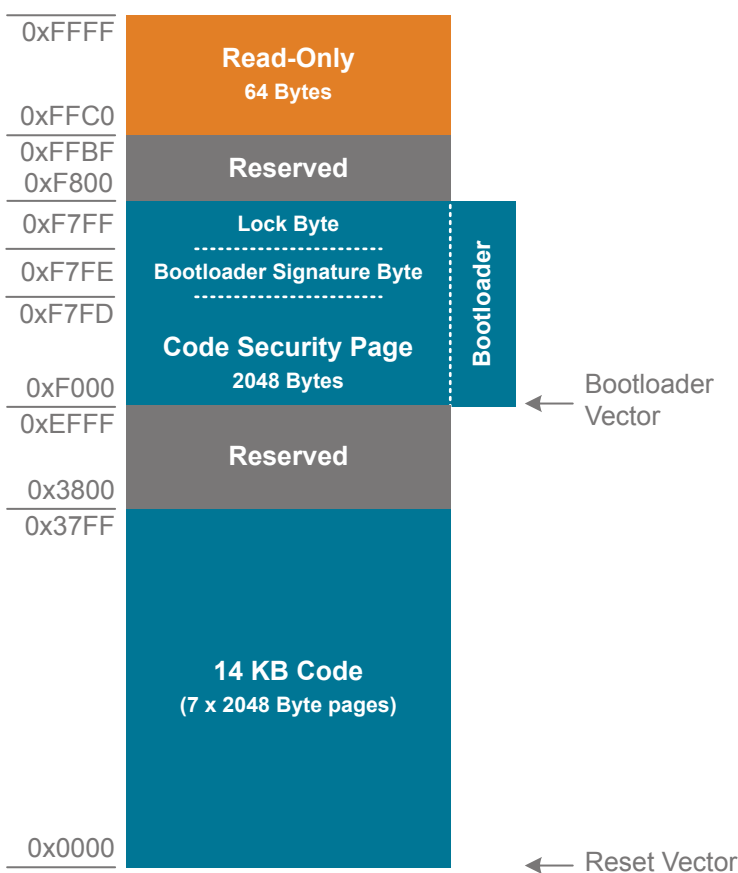 0xFFFF
Read-Only
64 Bytes
0xFFC0
0xFFBF
Reserved
0xF800
0xF7FF
Lock Byte
0xF7FE
Bootloader Signature Byte
0xF7FD
Code Security Page
2048 Bytes
0xF000
Bootloader
Bootloader
Vector
0xEFFF
Reserved
0x3800
0x37FF
14 KB Code
(7 x 2048 Byte pages)
0x0000
Reset Vector